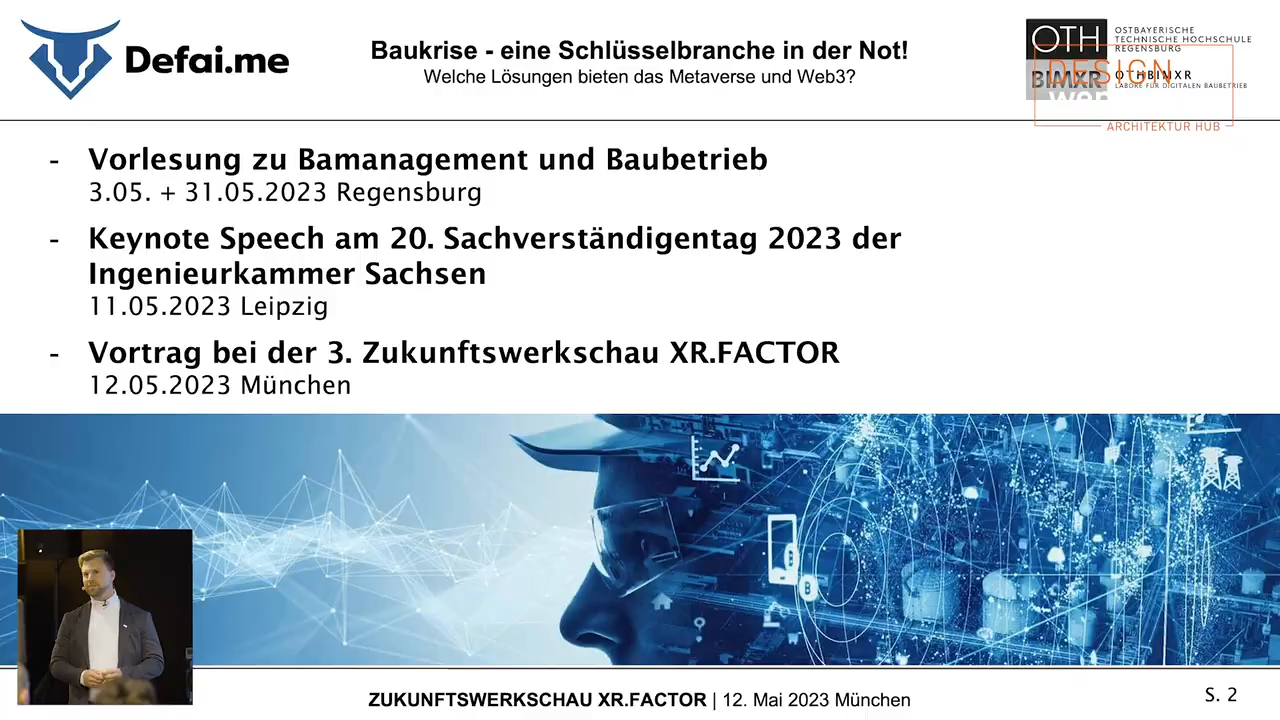 Defai.me
Baukrise - eine Schlüsselbranche in der Not!
Welche Lösungen bieten das Metaverse und Web3?
OTH
OSTBAYERISCHE
TECHNISCHE HOCHSCHULE
REGENSBURG
BIMXR
OTHBIMXR
LABORE FÜR DIGITALEN BAUBETRIEB
DESIGN
ARCHITEKTUR HUB
- Vorlesung zu Bamanagement und Baubetrieb
3.05. + 31.05.2023 Regensburg
- Keynote Speech am 20. Sachverständigentag 2023 der
Ingenieurkammer Sachsen
11.05.2023 Leipzig
- Vortrag bei der 3. Zukunftswerkschau XR.FACTOR
12.05.2023 München
ZUKUNFTSWERKSCHAU XR.FACTOR | 12. Mai 2023 München
S. 2